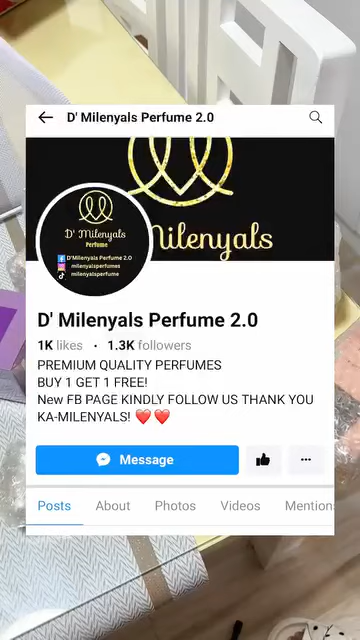 D' Milenyals Perfume 2.0
D' Milenyals
Perfume
D'Milenyals Perfume 2.0
milenyalsperfumes
milenyalsperfume
Milenyals
D' Milenyals Perfume 2.0
1K likes · 1.3K followers
PREMIUM QUALITY PERFUMES
BUY 1 GET 1 FREE!
New FB PAGE KINDLY FOLLOW US THANK YOU
KA-MILENYALS! ❤️❤️
Message
Posts About Photos Videos Mention